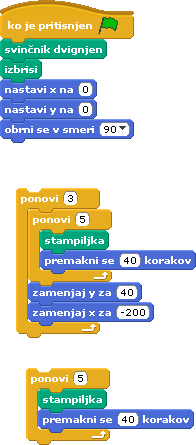 ko je pritisnjen
svinčnik dvignjen
izbrisi
nastavi x na 0
nastavi y na 0
obrni se v smeri 90
ponovi 3
ponovi 5
stampiljka
premakni se 40 korakov
zamenjaj y za 40
zamenjaj x za -200
ponovi 5
stampiljka
premakni se 40 korakov